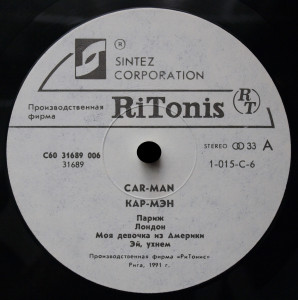 ®
SINTEZ
CORPORATION
Производственная
фирма
RiTonis
R
T
C60 31689 006
31689
STEREO 33 A
1-015-C-6
CAR-MAN
КАР-МЭН
Париж
Лондон
Моя девочка из Америки
Эй, ухнем
Производственная фирма «РиТонис»
Рига, 1991 г.